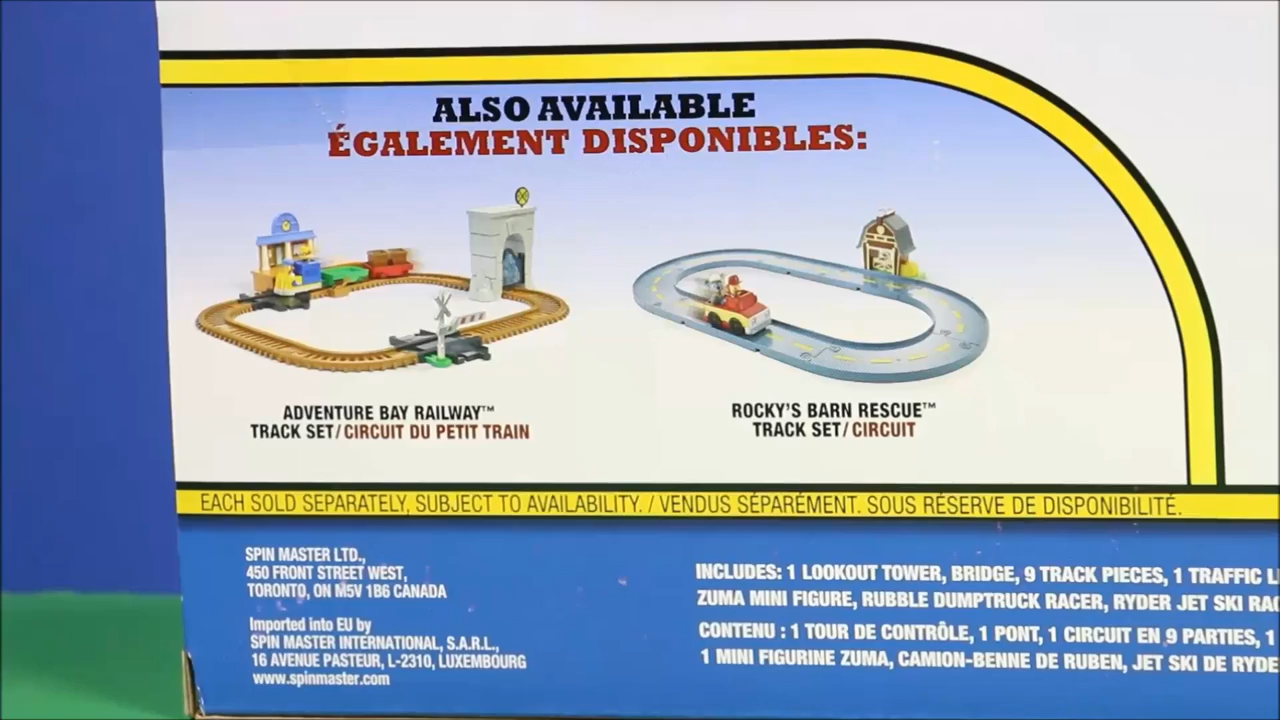 ALSO AVAILABLE
ÉGALEMENT DISPONIBLES:
ADVENTURE BAY RAILWAY™
TRACK SET/CIRCUIT DU PETIT TRAIN
ROCKY'S BARN RESCUE™
TRACK SET/CIRCUIT
EACH SOLD SEPARATELY, SUBJECT TO AVAILABILITY. / VENDUS SÉPARÉMENT. SOUS RÉSERVE DE DISPONIBILITÉ.
SPIN MASTER LTD.,
450 FRONT STREET WEST,
TORONTO, ON M5V 1B6 CANADA
Imported into EU by
SPIN MASTER INTERNATIONAL, S.A.R.L.,
16 AVENUE PASTEUR, L-2310, LUXEMBOURG
www.spinmaster.com
INCLUDES: 1 LOOKOUT TOWER, BRIDGE, 9 TRACK PIECES, 1 TRAFFIC
ZUMA MINI FIGURE, RUBBLE DUMPTRUCK RACER, RYDER JET SKI
CONTENU : 1 TOUR DE CONTRÔLE, 1 PONT, 1 CIRCUIT EN 9 PARTIES, 1
1 MINI FIGURINE ZUMA, CAMION-BENNE DE RUBEN, JET SKI DE